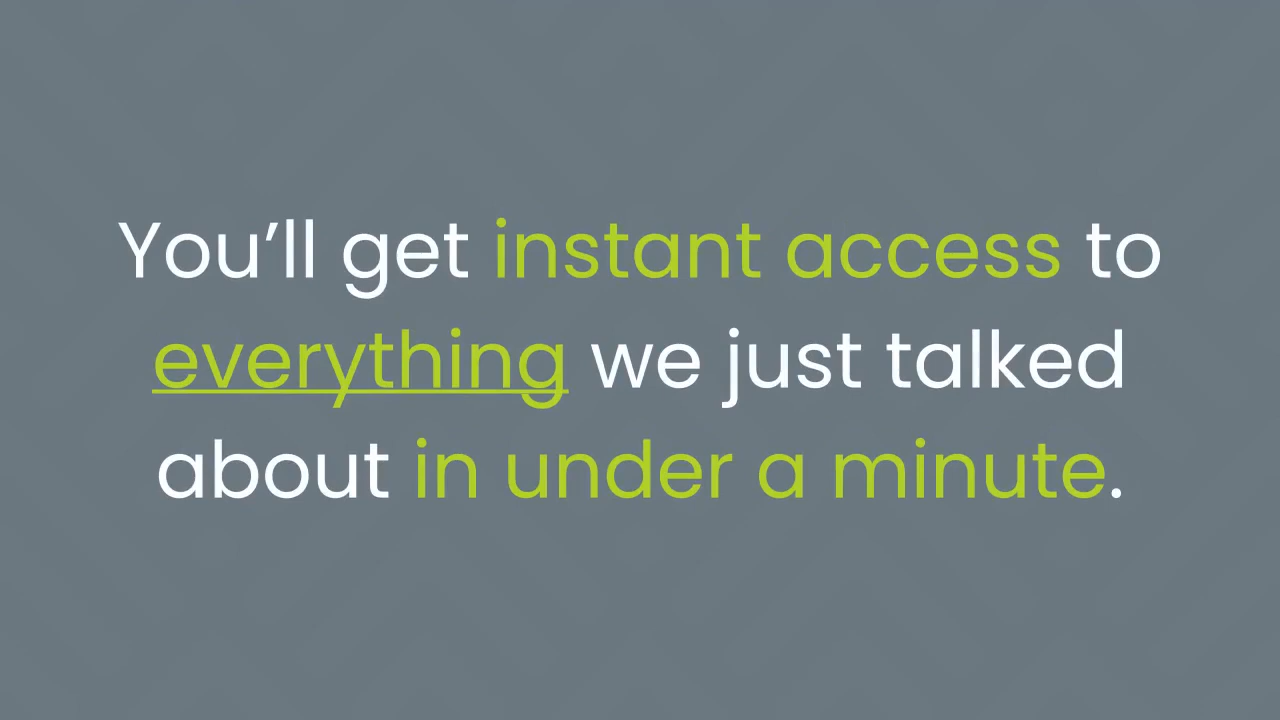 You’ll get instant access to
everything we just talked
about in under a minute.